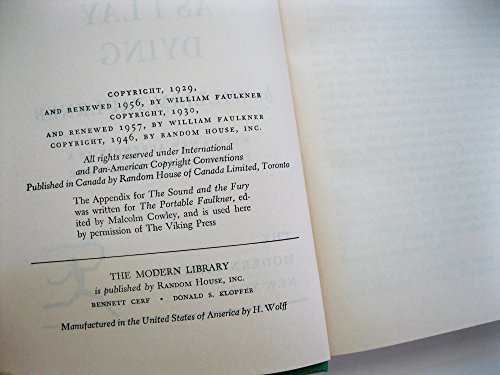 COPYRIGHT, 1929,
AND RENEWED 1956, BY WILLIAM FAULKNER
COPYRIGHT, 1930,
AND RENEWED 1957, BY WILLIAM FAULKNER
COPYRIGHT, 1946, BY RANDOM HOUSE, INC.
All rights reserved under International
and Pan-American Copyright Conventions
Published in Canada by Random House of Canada Limited, Toronto
The Appendix for The Sound and the Fury
was written for The Portable Faulkner, ed-
ited by Malcolm Cowley, and is used here
by permission of The Viking Press
THE MODERN LIBRARY
is published by RANDOM HOUSE, INC.
BENNETT CERF • DONALD S. KLOPFER
Manufactured in the United States of America by H. Wolff